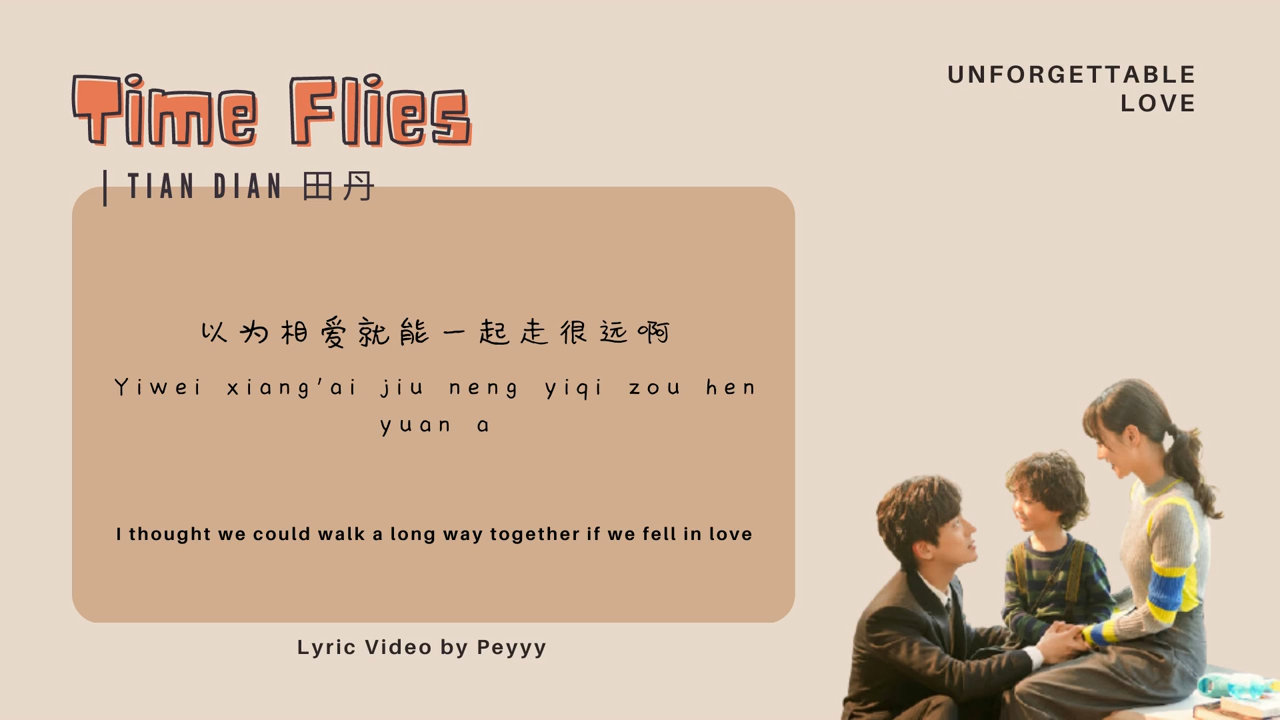 Time Flies
UNFORGETTABLE
LOVE
| TIAN DIAN 田丹
以为相爱就能一起走很远啊
Yiwei xiang'ai jiu neng yiqi zou hen
yuan a
I thought we could walk a long way together if we fell in love
Lyric Video by Peyyy